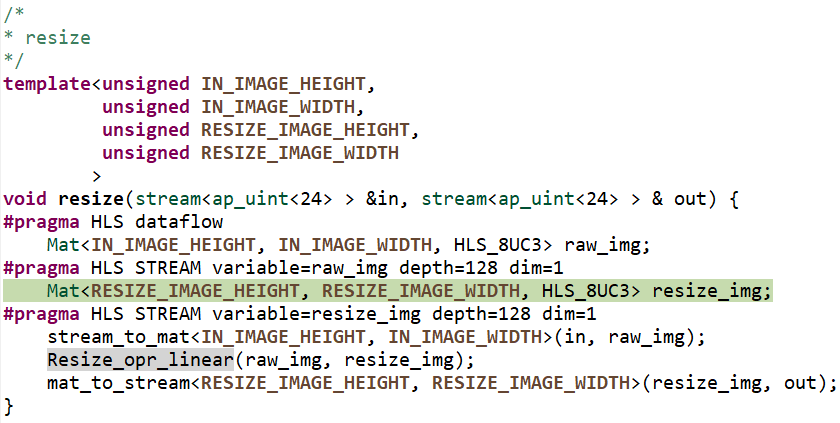 /*
* resize
*/
template<unsigned IN_IMAGE_HEIGHT,
         unsigned IN_IMAGE_WIDTH,
         unsigned RESIZE_IMAGE_HEIGHT,
         unsigned RESIZE_IMAGE_WIDTH
        >
void resize(stream<ap_uint<24> > &in, stream<ap_uint<24> > & out) {
#pragma HLS dataflow
    Mat<IN_IMAGE_HEIGHT, IN_IMAGE_WIDTH, HLS_8UC3> raw_img;
#pragma HLS STREAM variable=raw_img depth=128 dim=1
    Mat<RESIZE_IMAGE_HEIGHT, RESIZE_IMAGE_WIDTH, HLS_8UC3> resize_img;
#pragma HLS STREAM variable=resize_img depth=128 dim=1
    stream_to_mat<IN_IMAGE_HEIGHT, IN_IMAGE_WIDTH>(in, raw_img);
    Resize_opr_linear(raw_img, resize_img);
    mat_to_stream<RESIZE_IMAGE_HEIGHT, RESIZE_IMAGE_WIDTH>(resize_img, out);
}